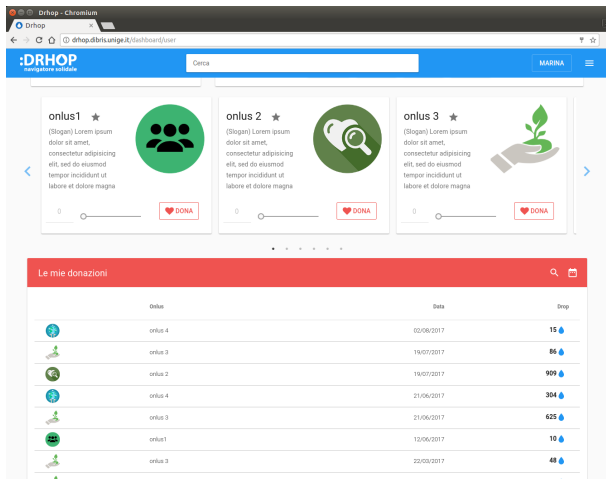 Drhop - Chromium
Drhop ×
drhop.dibris.unige.it/dashboard/user
:DRHOP
navigatore solidale
Cerca
MARINA
onlus1
(Slogan) Lorem ipsum
dolor sit amet,
consectetur adipisicing
elit, sed do eiusmod
tempor incididunt ut
labore et dolore magna
0
DONA
onlus 2
(Slogan) Lorem ipsum
dolor sit amet,
consectetur adipisicing
elit, sed do eiusmod
tempor incididunt ut
labore et dolore magna
0
DONA
onlus 3
(Slogan) Lorem ipsum
dolor sit amet,
consectetur adipisicing
elit, sed do eiusmod
tempor incididunt ut
labore et dolore magna
0
DONA
Le mie donazioni
Onlus Data Drop
onlus 4 02/08/2017 15
onlus 3 19/07/2017 86
onlus 2 19/07/2017 909
onlus 4 21/06/2017 304
onlus 3 21/06/2017 625
onlus1 12/06/2017 10
onlus 3 22/03/2017 48